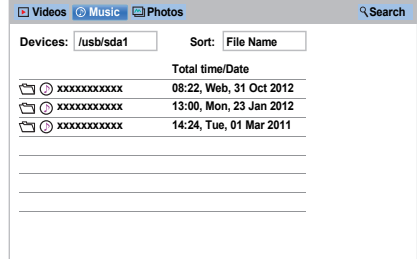 Videos Music Photos Search
Devices: /usb/sda1 Sort: File Name
Total time/Date
xxxxxxxxxxx 08:22, Web, 31 Oct 2012
xxxxxxxxxxx 13:00, Mon, 23 Jan 2012
xxxxxxxxxxx 14:24, Tue, 01 Mar 2011